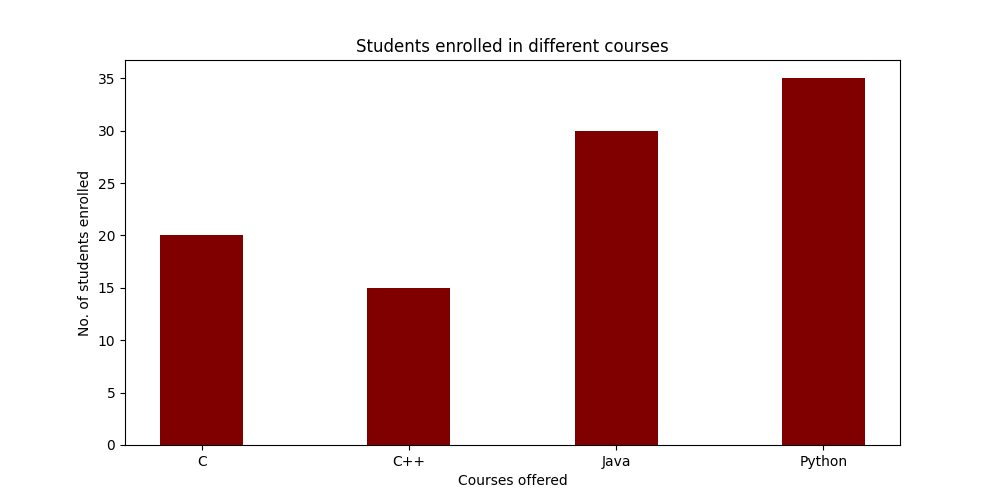 Students enrolled in different courses
35
30
25
20
15
10
5
0
No. of students enrolled
C C++ Java Python
Courses offered